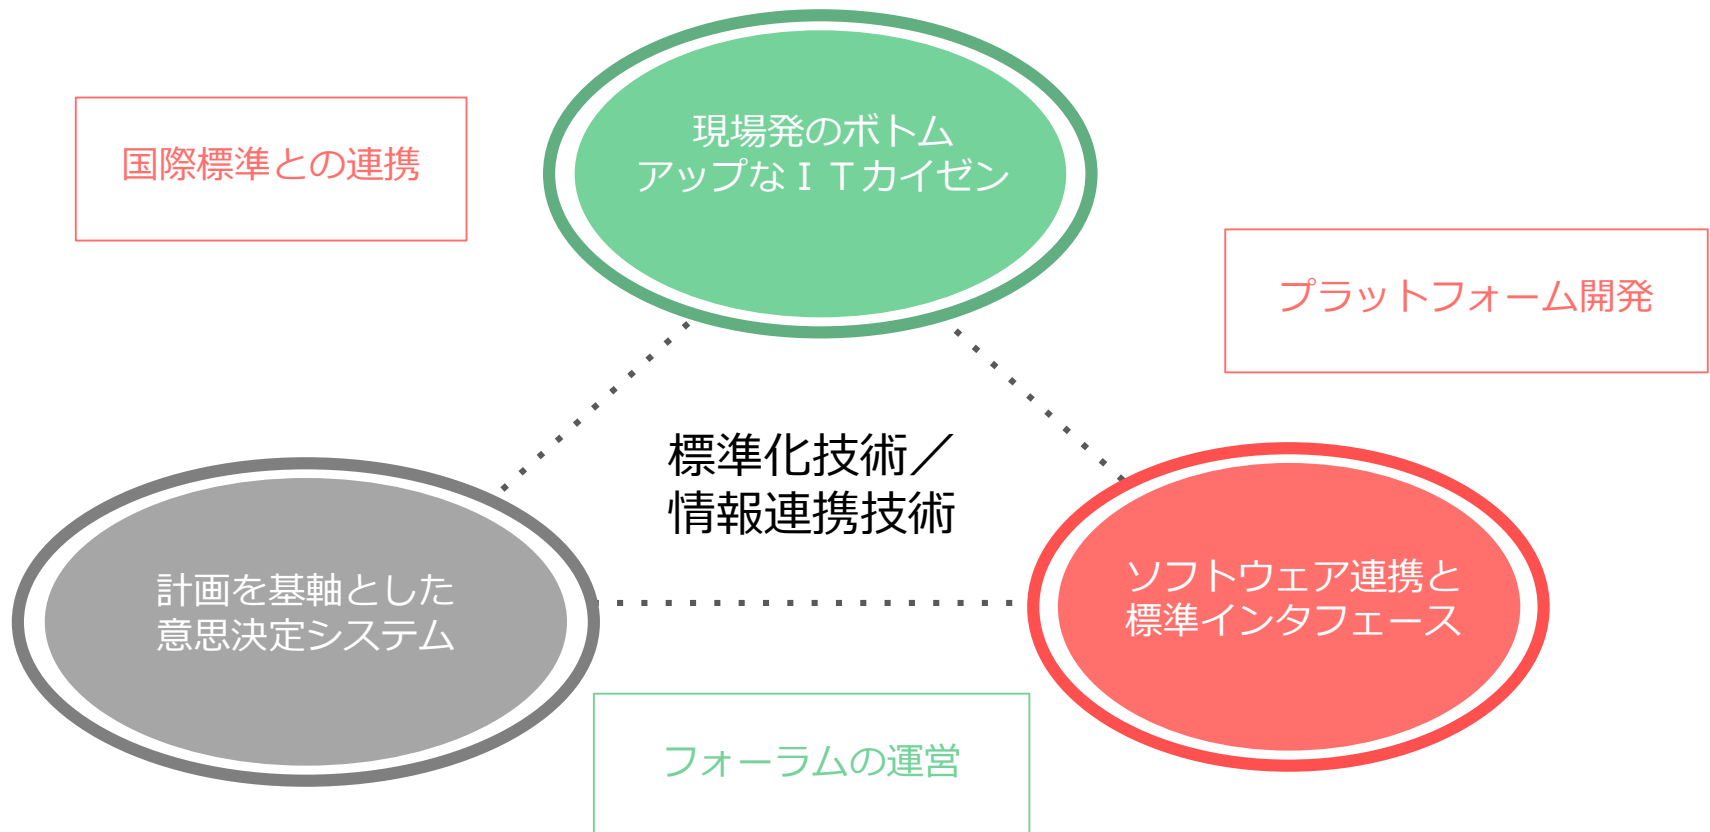 現場発のボトム
アップなＩＴカイゼン
国際標準との連携
プラットフォーム開発
標準化技術／
情報連携技術
計画を基軸とした
意思決定システム
ソフトウェア連携と
標準インタフェース
フォーラムの運営